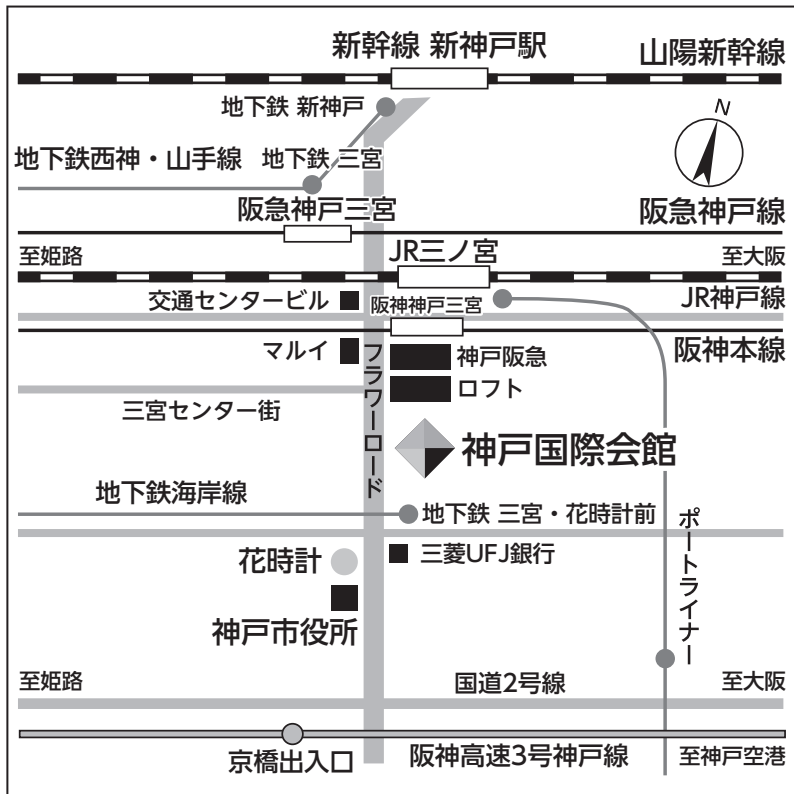 新幹線 新神戸駅
山陽新幹線
地下鉄 新神戸
N
地下鉄西神・山手線
地下鉄 三宮
阪急神戸三宮
阪急神戸線
至姫路
JR三ノ宮
至大阪
交通センタービル
阪神神戸三宮
JR神戸線
マルイ
フラワーロード
神戸阪急
阪神本線
ロフト
三宮センター街
神戸国際会館
地下鉄海岸線
地下鉄 三宮・花時計前
ポートライナー
花時計
三菱UFJ銀行
神戸市役所
至姫路
国道2号線
至大阪
京橋出入口
阪神高速3号神戸線
至神戸空港